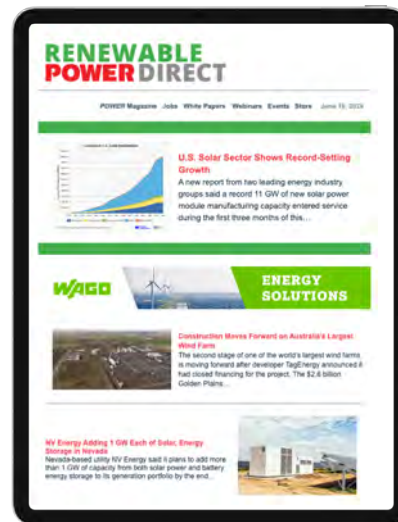 RENEWABLE
POWER DIRECT
POWER Magazine Jobs White Papers Webinars Events Store June 18, 2024
U.S. Solar Sector Shows Record-Setting
Growth
A new report from two leading energy industry
groups said a record 11 GW of new solar power
module manufacturing capacity entered service
during the first three months of this…
WAGO
ENERGY
SOLUTIONS
Construction Moves Forward on Australia's Largest
Wind Farm
The second stage of one of the world's largest wind farms
is moving forward after developer TagEnergy announced it
had closed financing for the project. The $2.6 billion
Golden Plains…
NV Energy Adding 1 GW Each of Solar, Energy
Storage in Nevada
Nevada-based utility NV Energy said it plans to add more
than 1 GW of capacity from both solar power and battery
energy storage to its generation portfolio by the end…